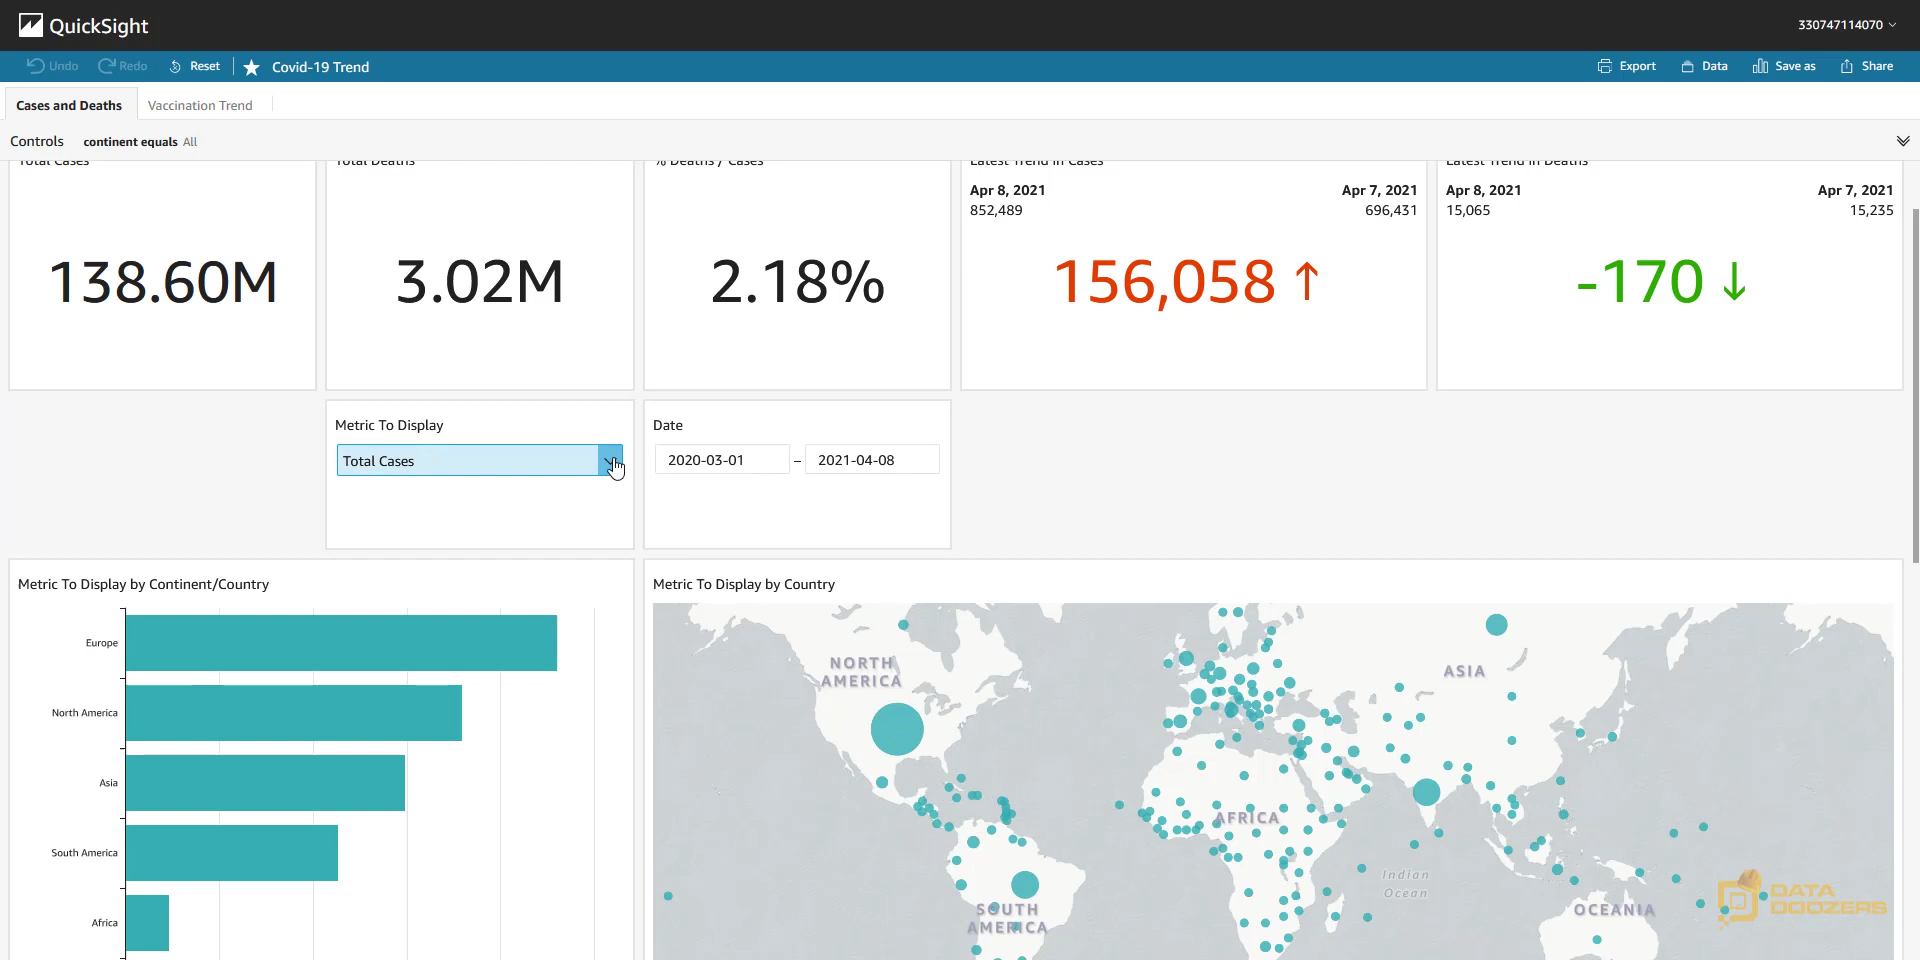 QuickSight
330747114070
Undo Redo Reset Covid-19 Trend Export Data Save as Share
Cases and Deaths Vaccination Trend
Controls continent equals All
Total Cases Total Deaths % Deaths / Cases Latest Trend in Cases Latest Trend in Deaths
Apr 8, 2021 Apr 7, 2021 Apr 8, 2021 Apr 7, 2021
852,489 696,431 15,065 15,235
138.60M 3.02M 2.18% 156,058 -170
Metric To Display Date
Total Cases 2020-03-01 – 2021-04-08
Metric To Display by Continent/Country
Europe
North America
Asia
South America
Africa
Metric To Display by Country
NORTH
AMERICA
ASIA
AFRICA
Indian
Ocean
SOUTH
AMERICA
OCEANIA
DATA
DOOZERS